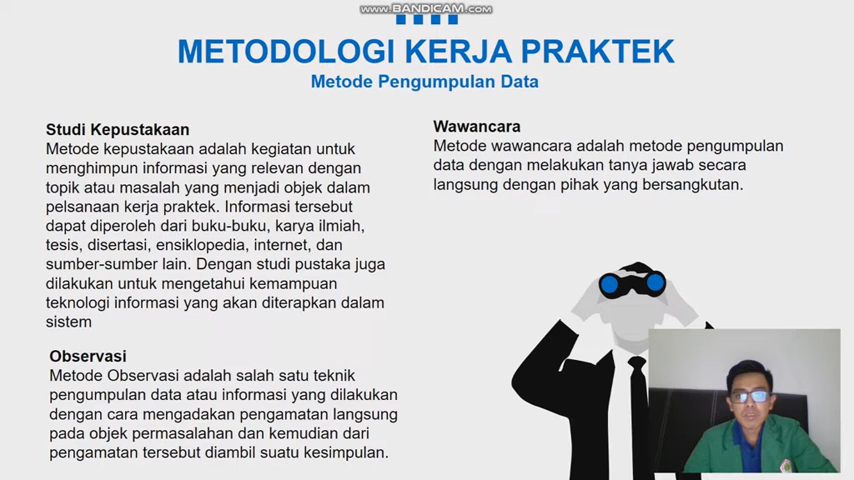 www.BANDICAM.com
METODOLOGI KERJA PRAKTEK
Metode Pengumpulan Data
Studi Kepustakaan
Metode kepustakaan adalah kegiatan untuk
menghimpun informasi yang relevan dengan
topik atau masalah yang menjadi objek dalam
pelsanaan kerja praktek. Informasi tersebut
dapat diperoleh dari buku-buku, karya ilmiah,
tesis, disertasi, ensiklopedia, internet, dan
sumber-sumber lain. Dengan studi pustaka juga
dilakukan untuk mengetahui kemampuan
teknologi informasi yang akan diterapkan dalam
sistem
Observasi
Metode Observasi adalah salah satu teknik
pengumpulan data atau informasi yang dilakukan
dengan cara mengadakan pengamatan langsung
pada objek permasalahan dan kemudian dari
pengamatan tersebut diambil suatu kesimpulan.
Wawancara
Metode wawancara adalah metode pengumpulan
data dengan melakukan tanya jawab secara
langsung dengan pihak yang bersangkutan.